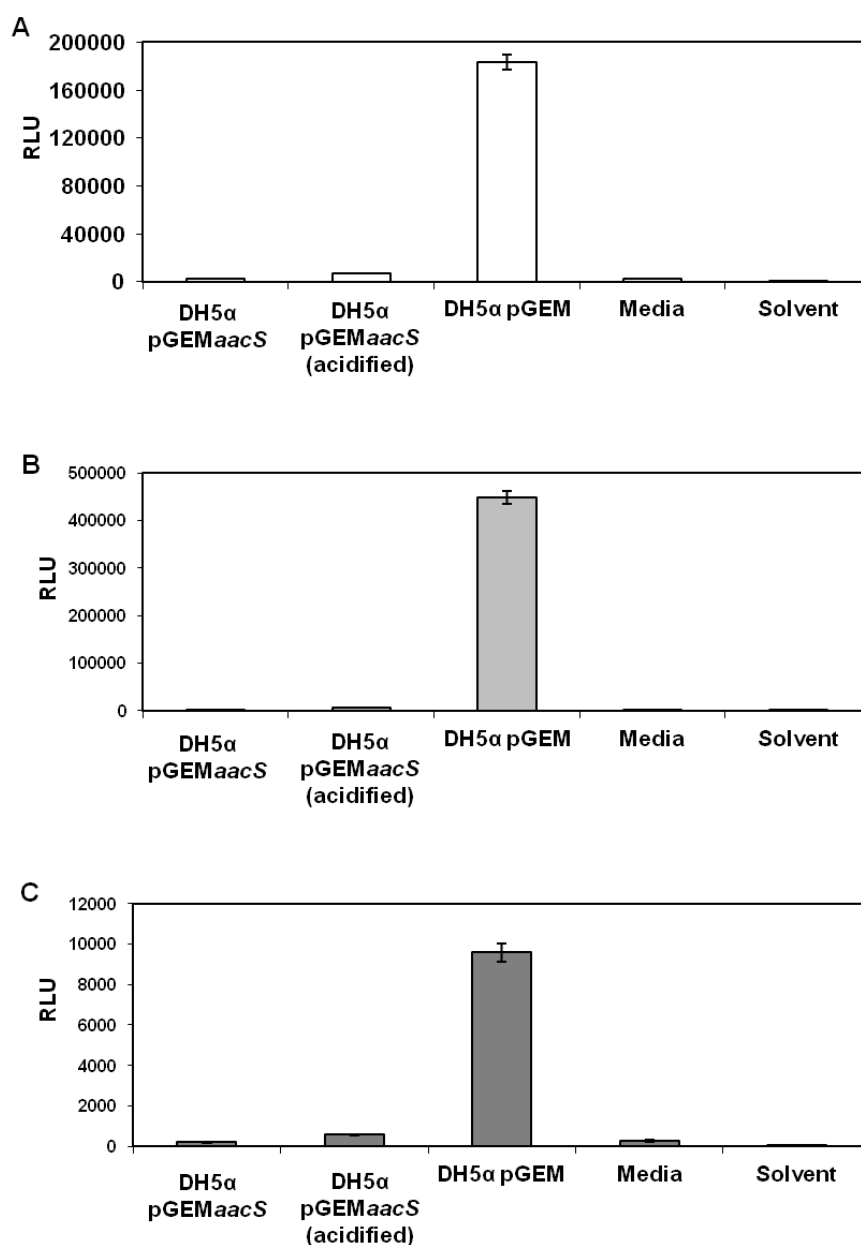 A
200000
160000
120000
80000
40000
0
RLU
DH5α
pGEMaacS
DH5α
pGEMaacS
(acidified)
DH5α pGEM
Media
Solvent
B
500000
400000
300000
200000
100000
0
RLU
DH5α
pGEMaacS
DH5α
pGEMaacS
(acidified)
DH5α pGEM
Media
Solvent
C
12000
10000
8000
6000
4000
2000
0
RLU
DH5α
pGEMaacS
DH5α
pGEMaacS
(acidified)
DH5α pGEM
Media
Solvent